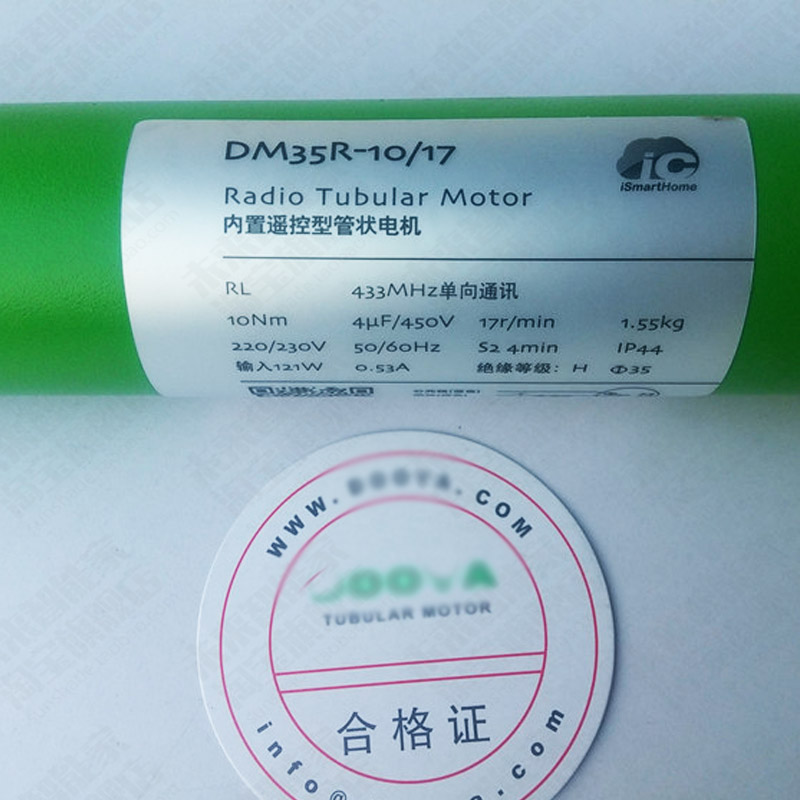 DM35R-10/17
iC
iSmartHome
Radio Tubular Motor
内置遥控型管状电机
RL 433MHz单向通讯
10Nm 4µF/450V 17r/min 1.55kg
220/230V 50/60Hz S2 4min IP44
输入121W 0.53A 绝缘等级：H Φ35
WWW. .COM
TUBULAR MOTOR
合格证
info@ .com